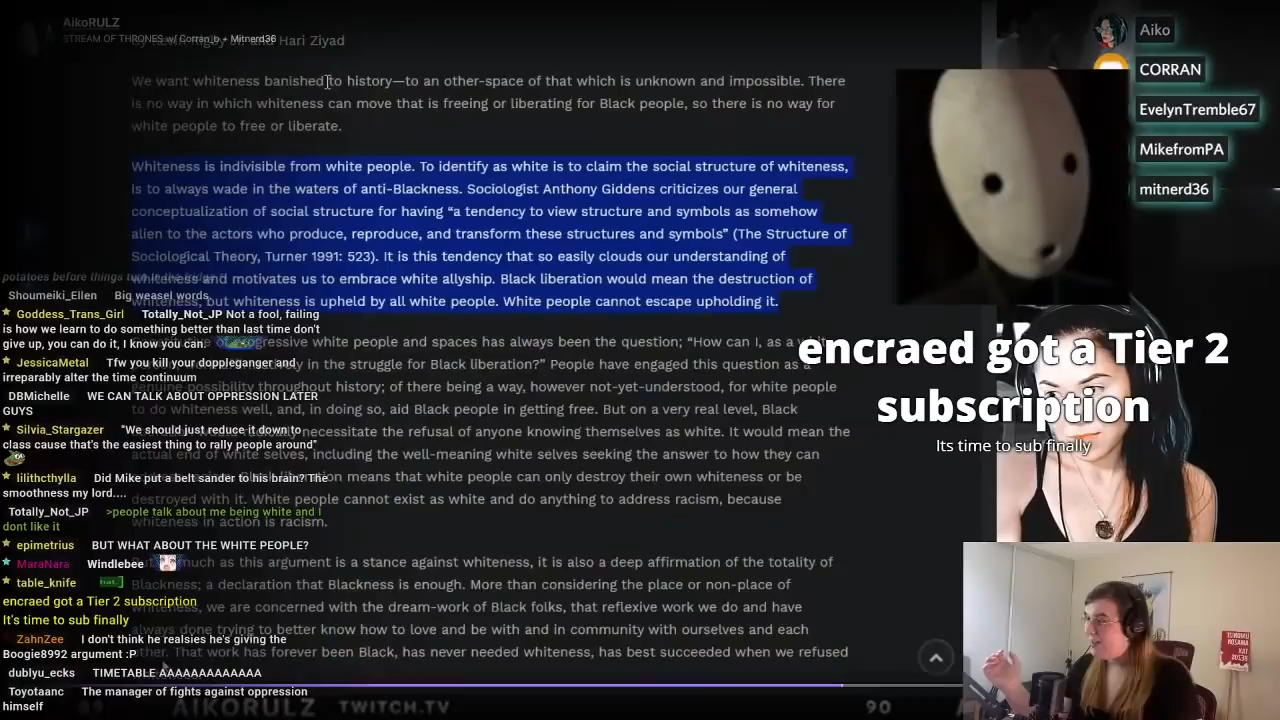 AikoRULZ
STREAM OF THRONES w/ Corran_b + Mitnerd36
and Hari Ziyad
We want whiteness banished to history—to an other-space of that which is unknown and impossible. There
is no way in which whiteness can move that is freeing or liberating for Black people, so there is no way for
white people to free or liberate.
Whiteness is indivisible from white people. To identify as white is to claim the social structure of whiteness,
is to always wade in the waters of anti-Blackness. Sociologist Anthony Giddens criticizes our general
conceptualization of social structure for having “a tendency to view structure and symbols as somehow
alien to the actors who produce, reproduce, and transform these structures and symbols” (The Structure of
Sociological Theory, Turner 1991: 523). It is this tendency that so easily clouds our understanding of
whiteness and motivates us to embrace white allyship. Black liberation would mean the destruction of
whiteness, but whiteness is upheld by all white people. White people cannot escape upholding it.
progressive white people and spaces has always been the question; “How can I, as a
in the struggle for Black liberation?” People have engaged this question as a
genuine possibility throughout history; of there being a way, however not-yet-understood, for white people
to do whiteness well, and, in doing so, aid Black people in getting free. But on a very real level, Black
necessitate the refusal of anyone knowing themselves as white. It would mean the
actual end of white selves, including the well-meaning white selves seeking the answer to how they can
means that white people can only destroy their own whiteness or be
destroyed with it. White people cannot exist as white and do anything to address racism, because
whiteness in action is racism.
much as this argument is a stance against whiteness, it is also a deep affirmation of the totality of
Blackness; a declaration that Blackness is enough. More than considering the place or non-place of
whiteness, we are concerned with the dream-work of Black folks, that reflexive work we do and have
always done trying to better know how to love and be with and in community with ourselves and each
other. That work has forever been Black, has never needed whiteness, has best succeeded when we refused
potatoes before things
Shoumeiki_Ellen Big weasel words
Goddess_Trans_Girl Totally_Not_JP Not a fool, failing
is how we learn to do something better than last time don't
give up, you can do it, I know you can.
JessicaMetal Tfw you kill your doppleganger and
irreparably alter the time continuum
DBMichelle WE CAN TALK ABOUT OPPRESSION LATER
GUYS
Silvia_Stargazer "We should just reduce it down to
class cause that's the easiest thing to rally people around"
lilithcthylla Did Mike put a belt sander to his brain? The
smoothness my lord....
Totally_Not_JP >people talk about me being white and I
dont like it
epimetrius BUT WHAT ABOUT THE WHITE PEOPLE?
MaraNara Windlebee
table_knife
encraed got a Tier 2 subscription
It's time to sub finally
ZahnZee I don't think he realsies he's giving the
Boogie8992 argument :P
dublyu_ecks TIMETABLE AAAAAAAAAAAAA
Toyotaanc The manager of fights against oppression
himself
Aiko
CORRAN
EvelynTremble67
MikefromPA
mitnerd36
encraed got a Tier 2
subscription
Its time to sub finally
AIKORULZ TWITCH.TV
90